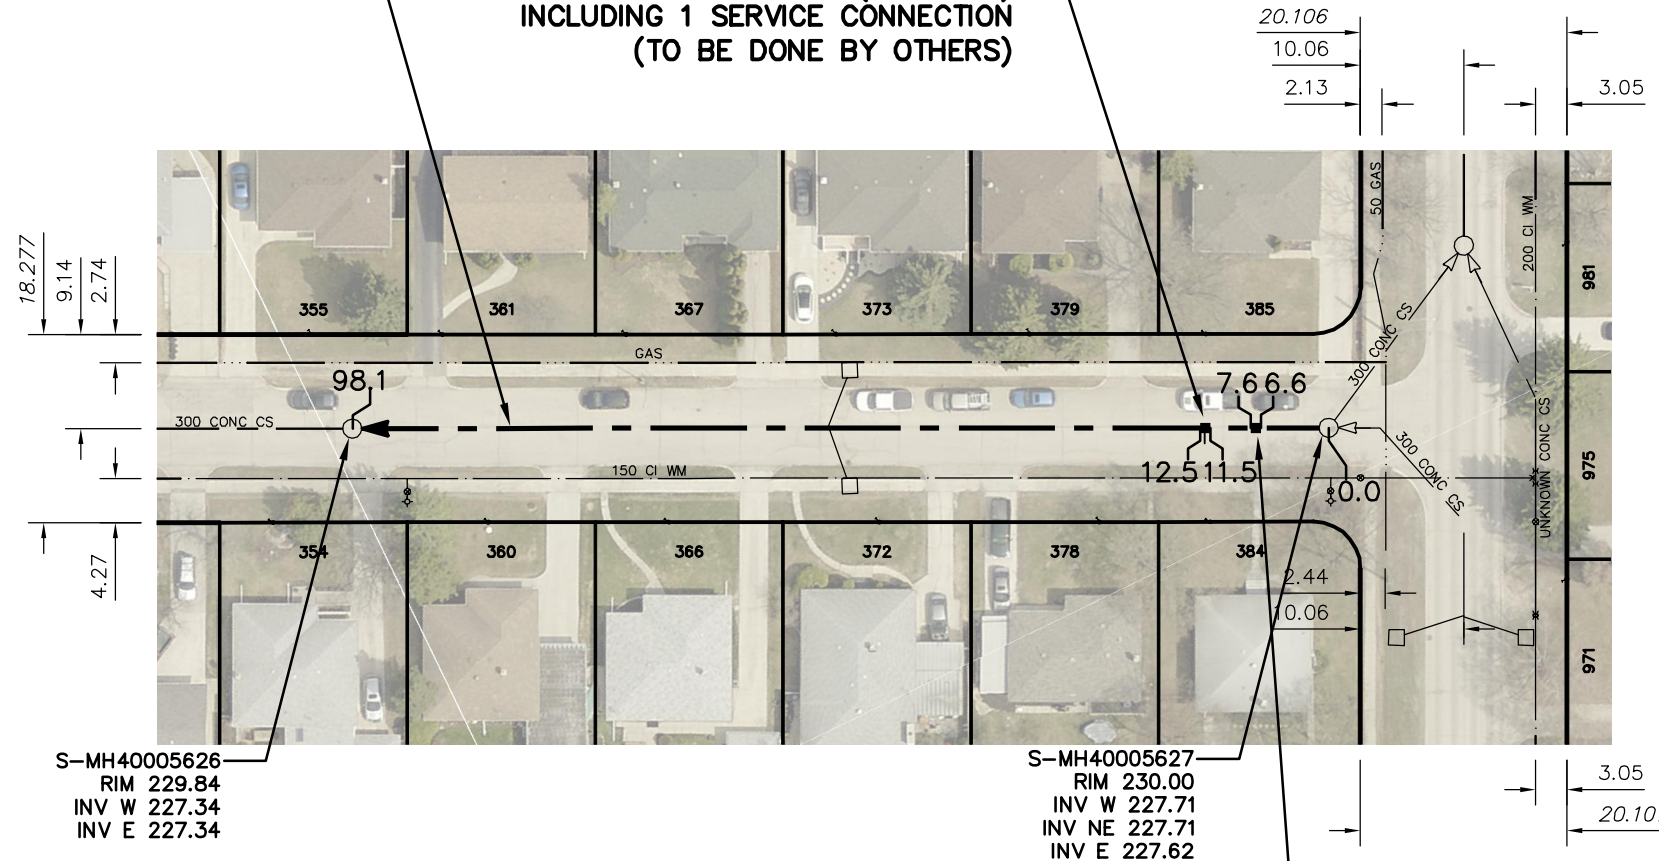 INCLUDING 1 SERVICE CONNECTION
(TO BE DONE BY OTHERS)
20.106
10.06
2.13
3.05
18.277
9.14
2.74
4.27
50 GAS
200 CI WM
981
355
361
367
373
379
385
GAS
300 CONC CS
98.1
7.6
6.6
300 CONC CS
150 CI WM
12.5
11.5
0.0
300 CONC CS
UNKNOWN CONC CS
975
354
360
366
372
378
384
2.44
10.06
971
S-MH40005626
RIM 229.84
INV W 227.34
INV E 227.34
S-MH40005627
RIM 230.00
INV W 227.71
INV NE 227.71
INV E 227.62
3.05
20.10